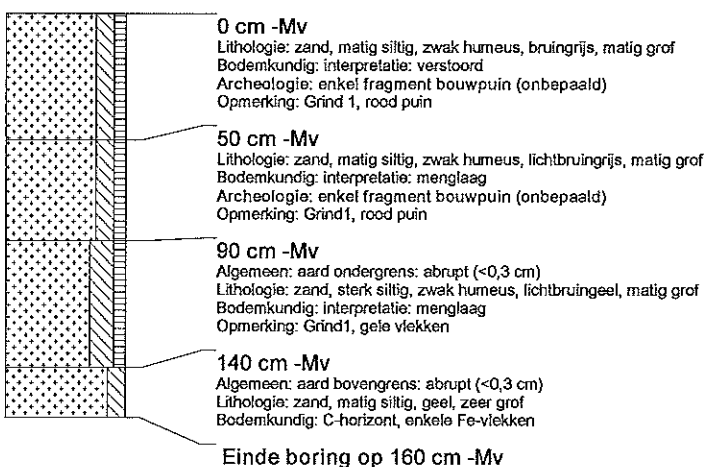 0 cm -Mv
Lithologie: zand, matig siltig, zwak humeus, bruingrijs, matig grof
Bodemkundig: interpretatie: verstoord
Archeologie: enkel fragment bouwpuin (onbepaald)
Opmerking: Grind 1, rood puin
50 cm -Mv
Lithologie: zand, matig siltig, zwak humeus, lichtbruingrijs, matig grof
Bodemkundig: interpretatie: menglaag
Archeologie: enkel fragment bouwpuin (onbepaald)
Opmerking: Grind1, rood puin
90 cm -Mv
Algemeen: aard ondergrens: abrupt (<0,3 cm)
Lithologie: zand, sterk siltig, zwak humeus, lichtbruingeel, matig grof
Bodemkundig: interpretatie: menglaag
Opmerking: Grind1, gele vlekken
140 cm -Mv
Algemeen: aard bovengrens: abrupt (<0,3 cm)
Lithologie: zand, matig siltig, geel, zeer grof
Bodemkundig: C-horizont, enkele Fe-vlekken
Einde boring op 160 cm -Mv